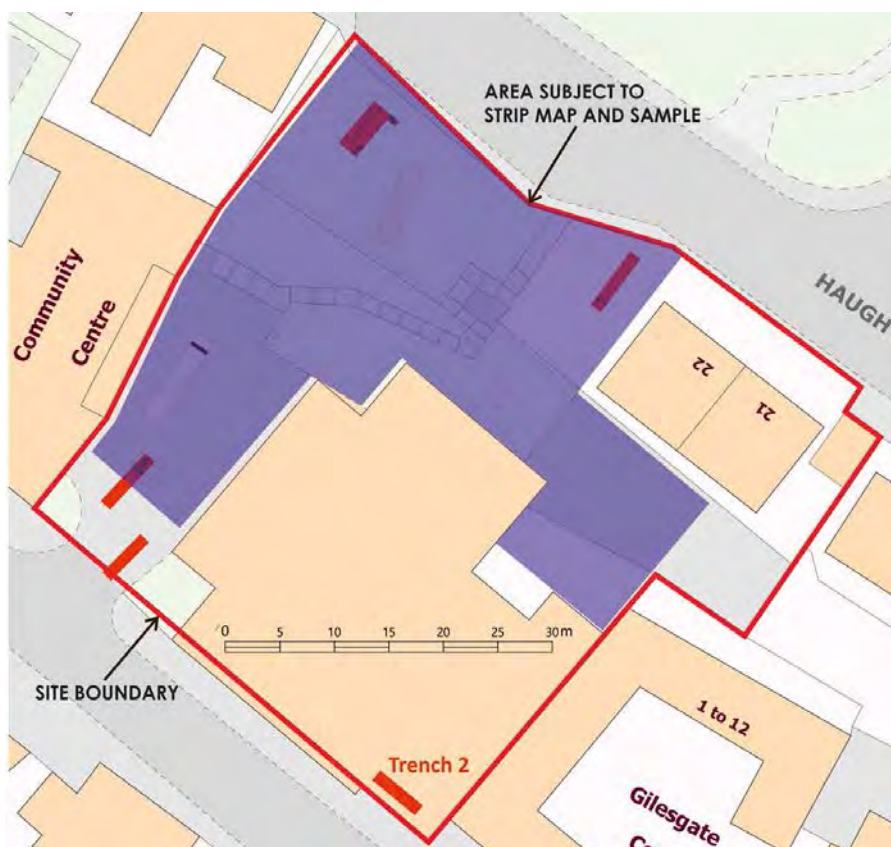 AREA SUBJECT TO
STRIP MAP AND SAMPLE
HAUGH
Community
Centre
22
21
0 5 10 15 20 25 30m
SITE BOUNDARY
Trench 2
1 to 12
Gilesgate